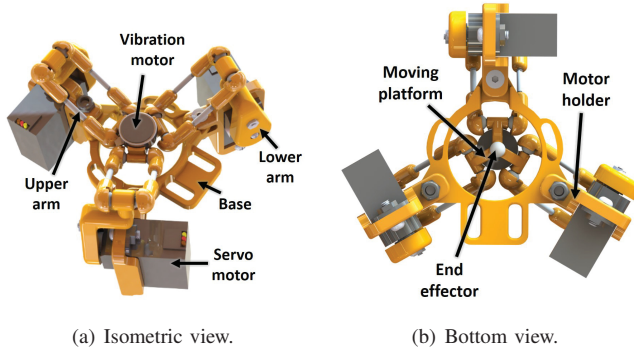 Vibration
motor
Upper
arm
Lower
arm
Base
Servo
motor
(a) Isometric view.
Moving
platform
Motor
holder
End
effector
(b) Bottom view.